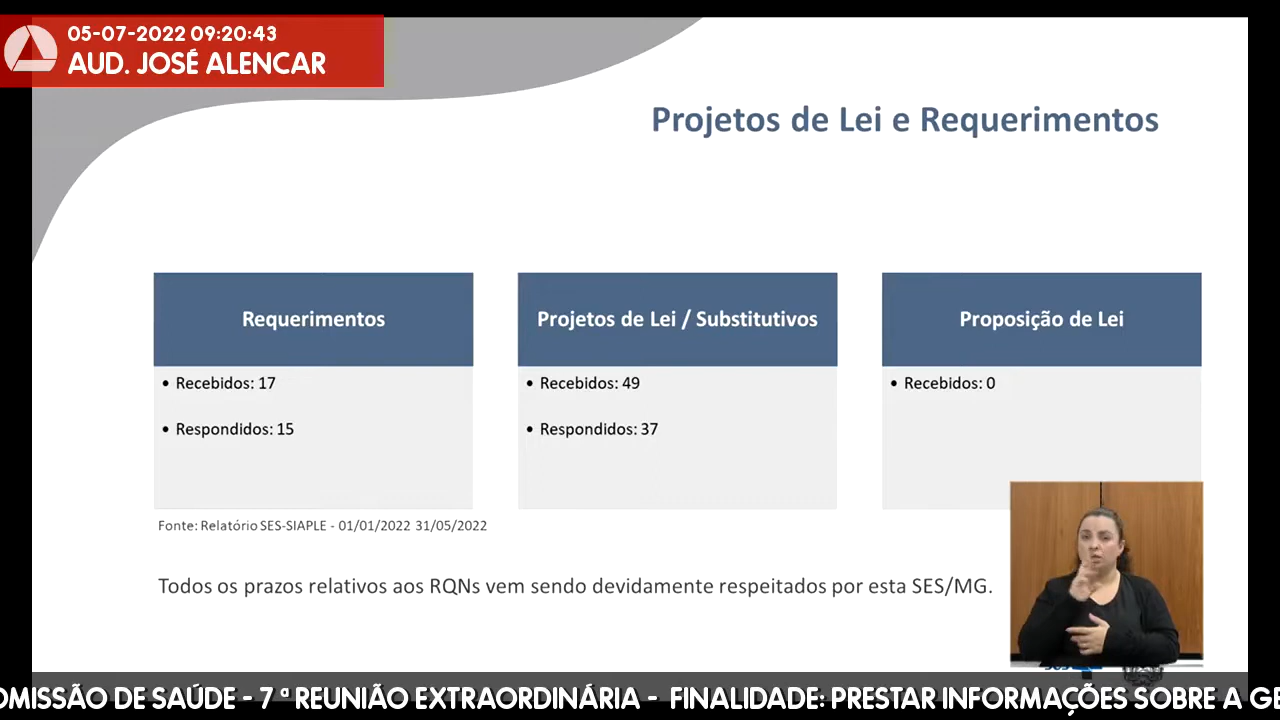 05-07-2022 09:20:43
AUD. JOSÉ ALENCAR
Projetos de Lei e Requerimentos
Requerimentos
• Recebidos: 17
• Respondidos: 15
Projetos de Lei / Substitutivos
• Recebidos: 49
• Respondidos: 37
Proposição de Lei
• Recebidos: 0
Fonte: Relatório SES-SIAPLE - 01/01/2022 31/05/2022
Todos os prazos relativos aos RQNs vem sendo devidamente respeitados por esta SES/MG.
OMISSÃO DE SAÚDE - 7 ª REUNIÃO EXTRAORDINÁRIA - FINALIDADE: PRESTAR INFORMAÇÕES SOBRE A GE